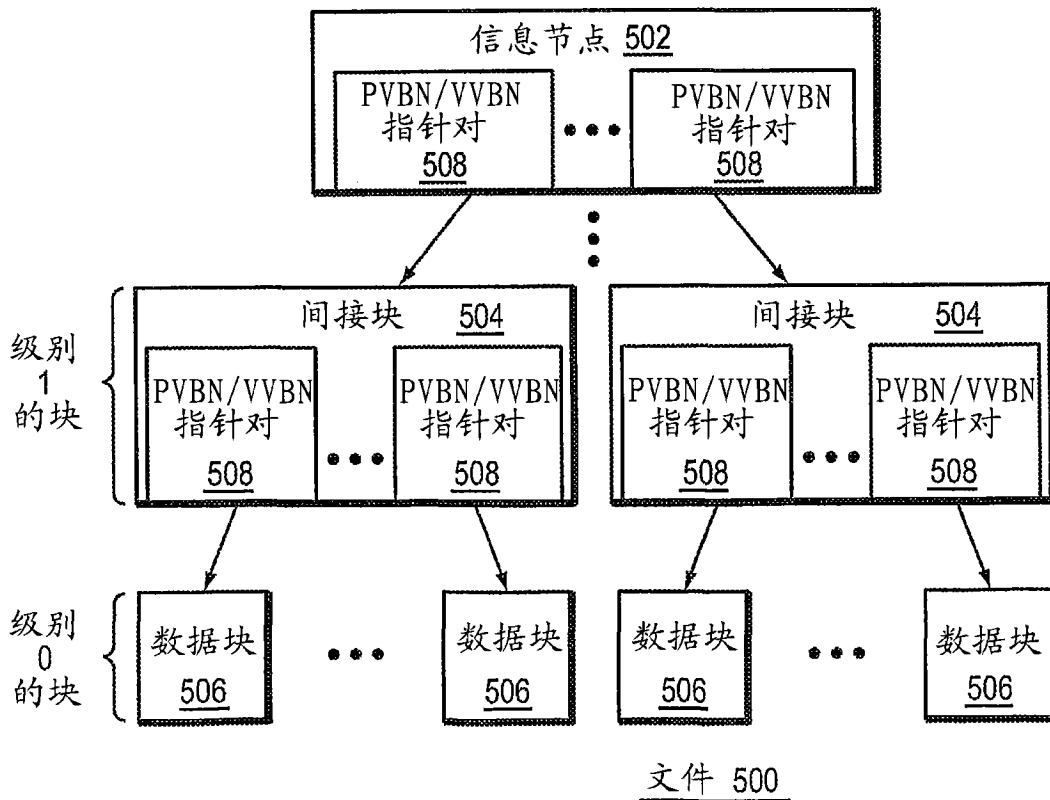 信息节点 502
PVBN/VVBN
指针对
508
PVBN/VVBN
指针对
508
级别
1
的块
间接块 504
PVBN/VVBN
指针对
508
PVBN/VVBN
指针对
508
间接块 504
PVBN/VVBN
指针对
508
PVBN/VVBN
指针对
508
级别
0
的块
数据块
506
数据块
506
数据块
506
数据块
506
文件 500